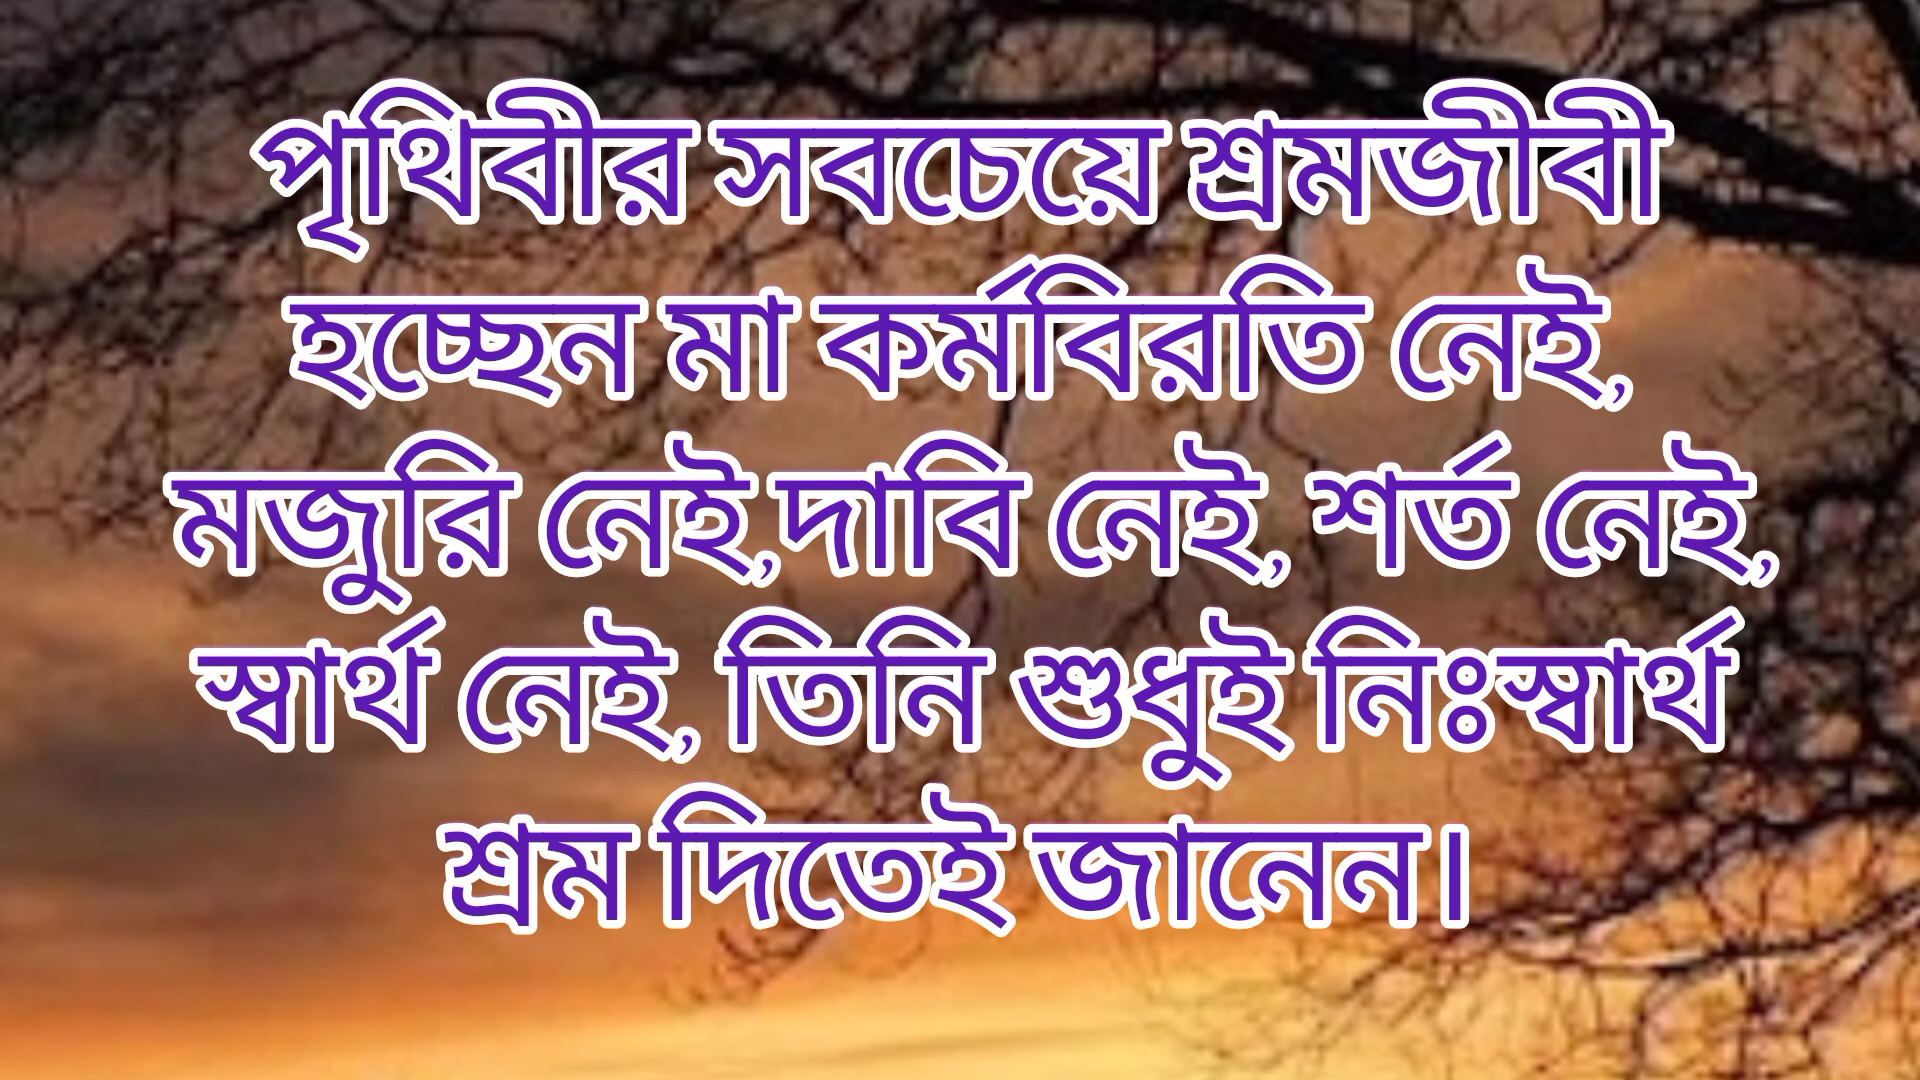 পৃথিবীর সবচেয়ে শ্রমজীবী
হচ্ছেন মা কর্মবিরতি নেই,
মজুরি নেই,দাবি নেই, শর্ত নেই,
স্বার্থ নেই, তিনি শুধুই নিঃস্বার্থ
শ্রম দিতেই জানেন।